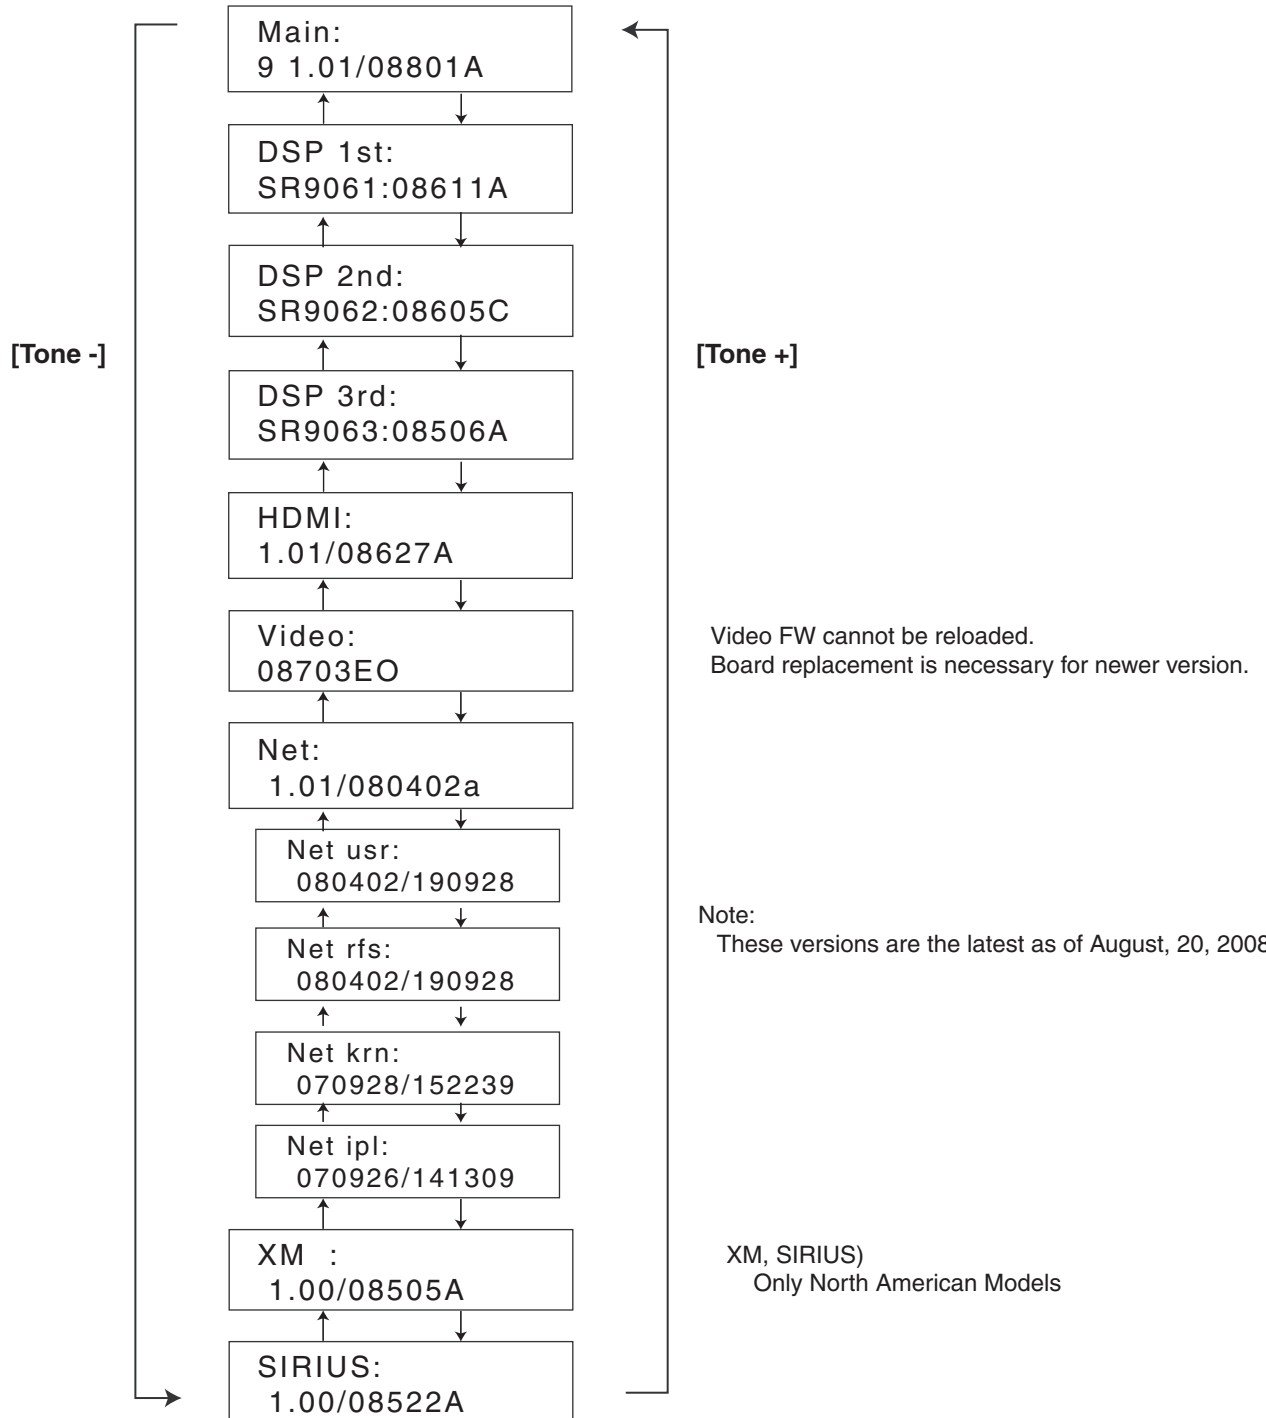 Main:
9 1.01/08801A
DSP 1st:
SR9061:08611A
DSP 2nd:
SR9062:08605C
[Tone -]
[Tone +]
DSP 3rd:
SR9063:08506A
HDMI:
1.01/08627A
Video:
08703EO
Video FW cannot be reloaded.
Board replacement is necessary for newer version.
Net:
1.01/080402a
Net usr:
080402/190928
Note:
These versions are the latest as of August, 20, 2008
Net rfs:
080402/190928
Net krn:
070928/152239
Net ipl:
070926/141309
XM :
1.00/08505A
XM, SIRIUS)
Only North American Models
SIRIUS:
1.00/08522A